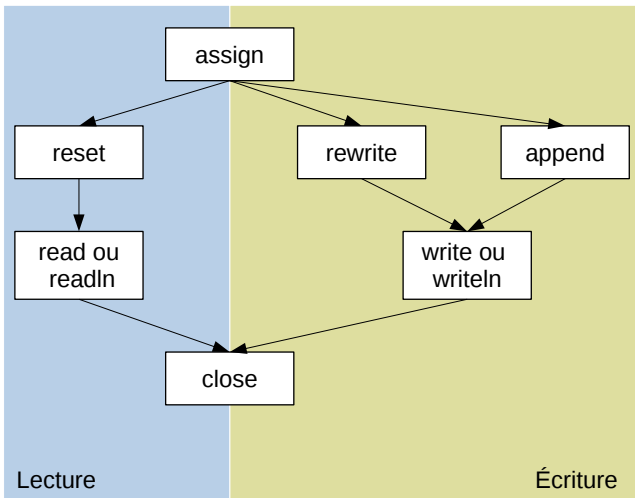 assign
reset
rewrite
append
read ou
readln
write ou
writeln
close
Lecture
Écriture